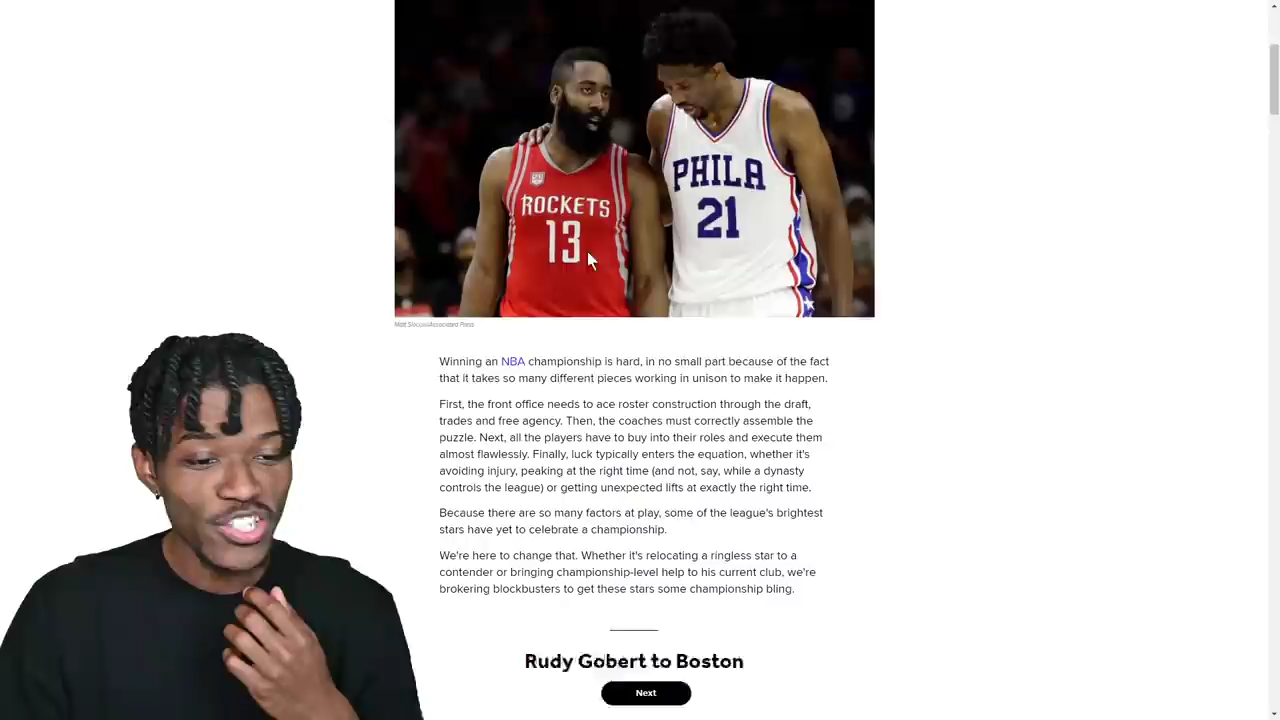 ROCKETS
13
PHILA
21
Matt Slocum/Associated Press
Winning an NBA championship is hard, in no small part because of the fact
that it takes so many different pieces working in unison to make it happen.
First, the front office needs to ace roster construction through the draft,
trades and free agency. Then, the coaches must correctly assemble the
puzzle. Next, all the players have to buy into their roles and execute them
almost flawlessly. Finally, luck typically enters the equation, whether it's
avoiding injury, peaking at the right time (and not, say, while a dynasty
controls the league) or getting unexpected lifts at exactly the right time.
Because there are so many factors at play, some of the league's brightest
stars have yet to celebrate a championship.
We're here to change that. Whether it's relocating a ringless star to a
contender or bringing championship-level help to his current club, we're
brokering blockbusters to get these stars some championship bling.
Rudy Gobert to Boston
Next